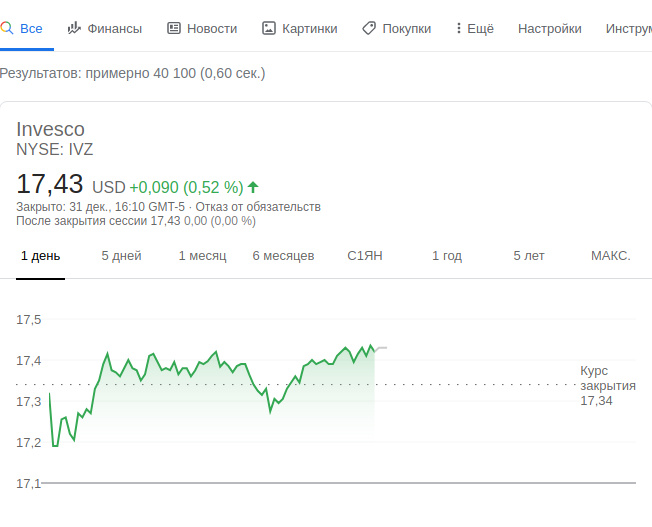 Все Финансы Новости Картинки Покупки Ещё Настройки Инструм
Результатов: примерно 40 100 (0,60 сек.)
Invesco
NYSE: IVZ
17,43 USD +0,090 (0,52 %)
Закрыто: 31 дек., 16:10 GMT-5 · Отказ от обязательств
После закрытия сессии 17,43 0,00 (0,00 %)
1 день 5 дней 1 месяц 6 месяцев С1ЯН 1 год 5 лет МАКС.
17,5
17,4
Курс
закрытия
17,34
17,3
17,2
17,1